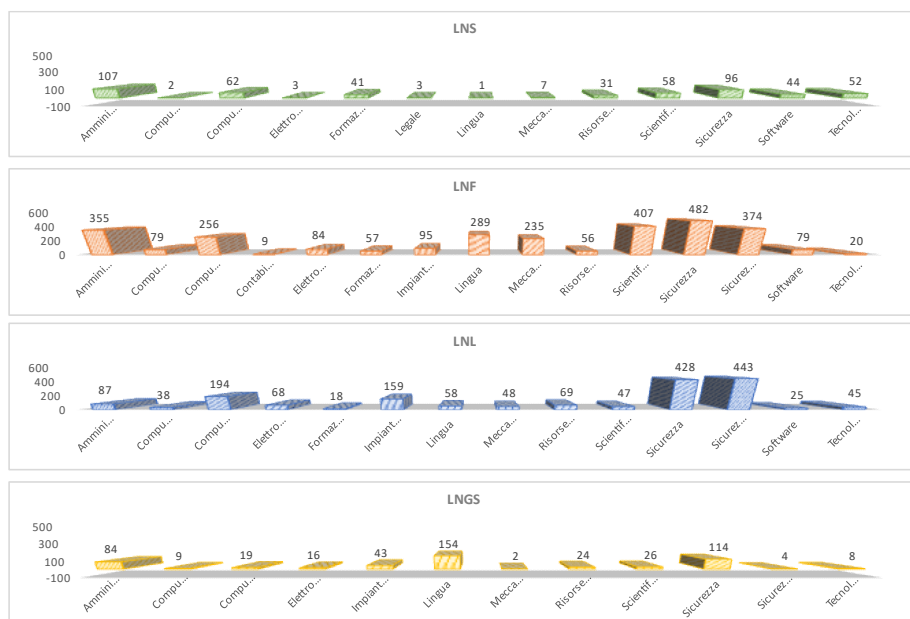 LNS
500
300
100
-100
107 2 62 3 41 3 1 7 31 58 96 44 52
Ammini... Compu... Compu... Elettro... Formaz... Legale Lingua Mecca... Risorse... Scientif... Sicurezza Software Tecnol...
LNF
600
200
0
355 79 256 9 84 57 95 289 235 56 407 482 374 79 20
Ammini... Compu... Compu... Contabi... Elettro... Formaz... Impiant... Lingua Mecca... Risorse... Scientif... Sicurezza Sicurez... Software Tecnol...
LNL
600
400
200
0
87 38 194 68 18 159 58 48 69 47 428 443 25 45
Ammini... Compu... Compu... Elettro... Formaz... Impiant... Lingua Mecca... Risorse... Scientif... Sicurezza Sicurez... Software Tecnol...
LNGS
500
300
100
-100
84 9 19 16 43 154 2 24 26 114 4 8
Ammini... Compu... Compu... Elettro... Impiant... Lingua Mecca... Risorse... Scientif... Sicurezza Sicurez... Tecnol...